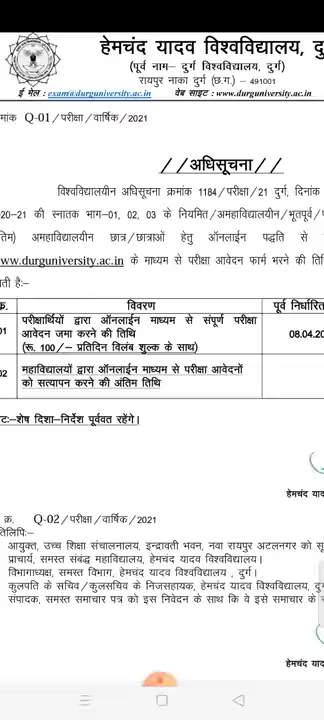 हेमचंद यादव विश्वविद्यालय,
(पूर्व नाम– दुर्ग विश्वविद्यालय, दुर्ग)
रायपुर नाका दुर्ग (छ.ग.) - 491001
ई मेल : exam@durguniversity.ac.in वेब साइट : www.durguniversity.ac.in
Q-01/परीक्षा/वार्षिक/2021
//अधिसूचना//
विश्वविद्यालयीन अधिसूचना क्रमांक 1184/परीक्षा/21 दुर्ग, दिनांक
20-21 की स्नातक भाग-01, 02, 03 के नियमित/अमहाविद्यालयीन/भूतपूर्व/
अमहाविद्यालयीन छात्र/छात्राओं हेतु ऑनलाईन पद्धति से
www.durguniversity.ac.in के माध्यम से परीक्षा आवेदन फार्म भरने की
है:–
क्र. विवरण पूर्व निर्धारित
01 परीक्षार्थियों द्वारा ऑनलाईन माध्यम से संपूर्ण परीक्षा 08.04.20
आवेदन जमा करने की तिथि
(रू. 100/– प्रतिदिन विलंब शुल्क के साथ)
02 महाविद्यालयों द्वारा ऑनलाईन माध्यम से परीक्षा आवेदनों
को सत्यापन करने की अंतिम तिथि
शेष दिशा–निर्देश पूर्ववत रहेंगे।
हेमचंद
क्र. Q-02/परीक्षा/वार्षिक/2021
आयुक्त, उच्च शिक्षा संचालनालय, इन्द्रावती भवन, नवा रायपुर अटलनगर को
प्राचार्य, समस्त संबंद्ध महाविद्यालय, हेमचंद यादव विश्वविद्यालय।
विभागाध्यक्ष, समस्त विभाग, हेमचंद यादव विश्वविद्यालय , दुर्ग।
कुलपति के सचिव/कुलसचिव के निजसहायक, हेमचंद यादव विश्वविद्यालय,
संपादक, समस्त समाचार पत्र को इस निवेदन के साथ कि वे इसे समाचार के
हेमचंद